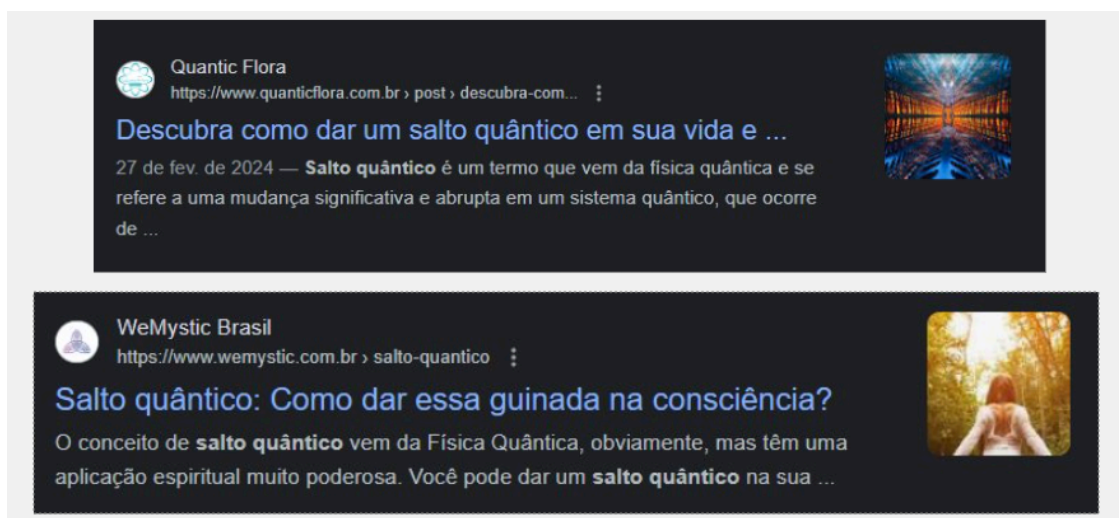 Quantic Flora
https://www.quanticflora.com.br › post › descubra-com...
Descubra como dar um salto quântico em sua vida e ...
27 de fev. de 2024 — Salto quântico é um termo que vem da física quântica e se
refere a uma mudança significativa e abrupta em um sistema quântico, que ocorre
de ...
WeMystic Brasil
https://www.wemystic.com.br › salto-quantico
Salto quântico: Como dar essa guinada na consciência?
O conceito de salto quântico vem da Física Quântica, obviamente, mas têm uma
aplicação espiritual muito poderosa. Você pode dar um salto quântico na sua ...